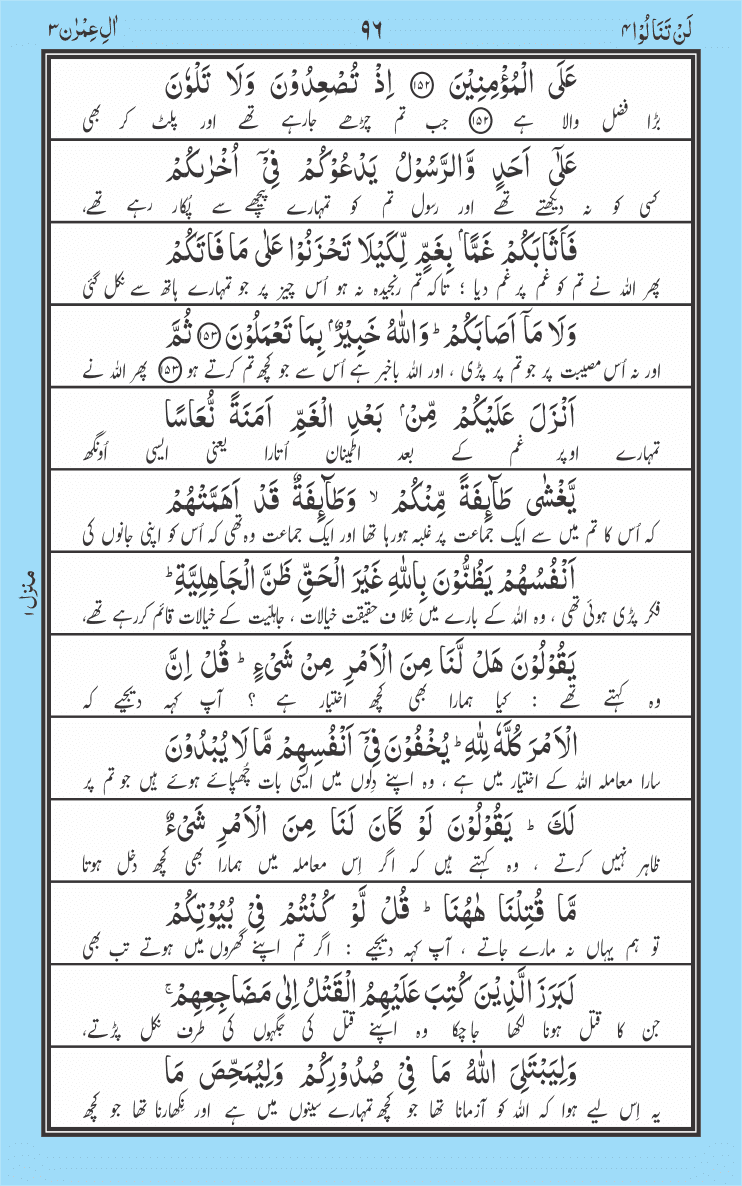 لَنْ تَنَالُوْا ۴ ۹۶ اٰلِ عِمْرٰن ۳
عَلَى الْمُؤْمِنِيْنَ ﴿۱۵۲﴾ اِذْ تُصْعِدُوْنَ وَلَا تَلْوٗنَ
بڑا فضل والا ہے ﴿۱۵۲﴾ جب تم چڑھے جارہے تھے اور پلٹ کر بھی
عَلٰٓى اَحَدٍ وَّالرَّسُوْلُ يَدْعُوْكُمْ فِيْٓ اُخْرٰىكُمْ
کسی کو نہ دیکھتے تھے اور رسول تم کو تمہارے پیچھے سے پُکار رہے تھے،
فَاَثَابَكُمْ غَمًّۢا بِغَمٍّ لِّكَيْلَا تَحْزَنُوْا عَلٰى مَا فَاتَكُمْ
پھر اللہ نے تم کو غم پر غم دیا ؛ تاکہ تم رنجیدہ نہ ہو اُس چیز پر جو تمہارے ہاتھ سے نکل گئی
وَلَا مَآ اَصَابَكُمْ ؕ وَاللّٰهُ خَبِيْرٌۢ بِمَا تَعْمَلُوْنَ ﴿۱۵۳﴾ ثُمَّ
اور نہ اُس مصیبت پر جو تم پر پڑی ، اور اللہ باخبر ہے اُس سے جو کُچھ تم کرتے ہو ﴿۱۵۳﴾ پھر اللہ نے
اَنْزَلَ عَلَيْكُمْ مِّنْۢ بَعْدِ الْغَمِّ اَمَنَةً نُّعَاسًا
تمہارے اوپر غم کے بعد اطمینان اُتارا یعنی ایسی اُونگھ
يَّغْشٰى طَآئِفَةً مِّنْكُمْ ۙ وَطَآئِفَةٌ قَدْ اَهَمَّتْهُمْ
کہ اُس کا تم میں سے ایک جماعت پر غلبہ ہورہا تھا اور ایک جماعت وہ تھی کہ اُس کو اپنی جانوں کی
اَنْفُسُهُمْ يَظُنُّوْنَ بِاللّٰهِ غَيْرَ الْحَقِّ ظَنَّ الْجَاهِلِيَّةِ ؕ
فکر پڑی ہوئی تھی ، وہ اللہ کے بارے میں خلاف حقیقت خیالات ، جاہلیّت کے خیالات قائم کررہے تھے،
يَقُوْلُوْنَ هَلْ لَّنَا مِنَ الْاَمْرِ مِنْ شَيْءٍ ؕ قُلْ اِنَّ
وہ کہتے تھے : کیا ہمارا بھی کُچھ اختیار ہے ؟ آپ کہہ دیجیے کہ
الْاَمْرَ كُلَّهٗ لِلّٰهِ ؕ يُخْفُوْنَ فِيْٓ اَنْفُسِهِمْ مَّا لَا يُبْدُوْنَ
سارا معاملہ اللہ کے اختیار میں ہے ، وہ اپنے دِلوں میں ایسی بات چُھپائے ہوئے ہیں جو تم پر
لَكَ ؕ يَقُوْلُوْنَ لَوْ كَانَ لَنَا مِنَ الْاَمْرِ شَيْءٌ
ظاہر نہیں کرتے ، وہ کہتے ہیں کہ اگر اِس معاملہ میں ہمارا بھی کُچھ دخل ہوتا
مَّا قُتِلْنَا هٰهُنَا ؕ قُلْ لَّوْ كُنْتُمْ فِيْ بُيُوْتِكُمْ
تو ہم یہاں نہ مارے جاتے ، آپ کہہ دیجیے : اگر تم اپنے گھروں میں ہوتے تب بھی
لَبَرَزَ الَّذِيْنَ كُتِبَ عَلَيْهِمُ الْقَتْلُ اِلٰى مَضَاجِعِهِمْ ۚ
جن کا قتل ہونا لکھا جاچکا وہ اپنے قتل کی جگہوں کی طرف نکل پڑتے،
وَلِيَبْتَلِيَ اللّٰهُ مَا فِيْ صُدُوْرِكُمْ وَلِيُمَحِّصَ مَا
یہ اِس لیے ہوا کہ اللہ کو آزمانا تھا جو کُچھ تمہارے سینوں میں ہے اور نکھارنا تھا جو کُچھ
منزل ۱